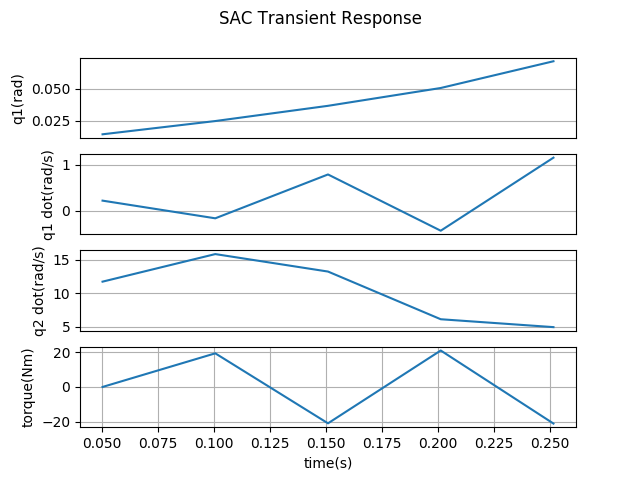 SAC Transient Response
q1(rad)
0.050
0.025
q1 dot(rad/s)
1
0
q2 dot(rad/s)
15
10
5
torque(Nm)
20
0
−20
0.050 0.075 0.100 0.125 0.150 0.175 0.200 0.225 0.250
time(s)